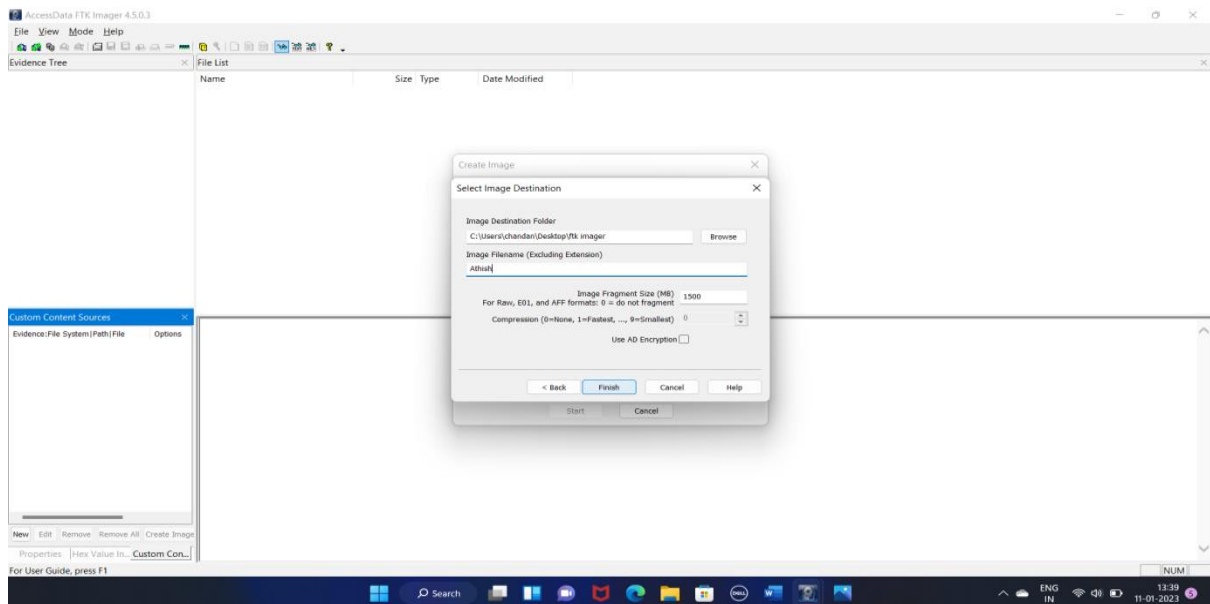 AccessData FTK Imager 4.5.0.3
File View Mode Help
Evidence Tree
File List
Name Size Type Date Modified
Create Image
Select Image Destination
Image Destination Folder
C:\Users\chandan\Desktop\ftk imager Browse
Image Filename (Excluding Extension)
Athish
Image Fragment Size (MB) 1500
For Raw, E01, and AFF formats: 0 = do not fragment
Compression (0=None, 1=Fastest, ..., 9=Smallest) 0
Use AD Encryption
< Back Finish Cancel Help
Start Cancel
Custom Content Sources
Evidence:File System|Path|File Options
New Edit Remove Remove All Create Image
Properties Hex Value In... Custom Con...
For User Guide, press F1 NUM
Search
ENG
IN
13:39
11-01-2023